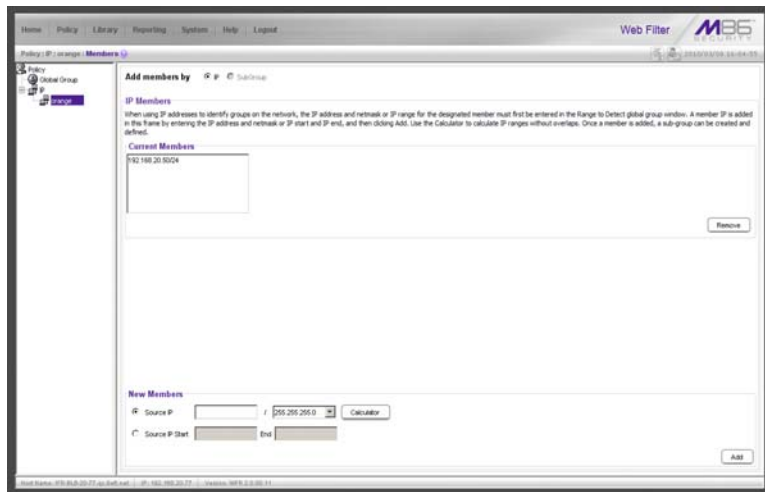 Home Policy Library Reporting System Help Logout
Web Filter
M86
SECURITY
Policy : IP : orange : Members
Policy
Global Group
IP
orange
Add members by IP SubGroup
IP Members
When using IP addresses to identify groups on the network, the IP address and netmask or IP range for the designated member must first be entered in the Range to Detect global group window. A member IP is added
in this frame by entering the IP address and netmask or IP start and IP end, and then clicking Add. Use the Calculator to calculate IP ranges without overlaps. Once a member is added, a sub-group can be created and
defined.
Current Members
192.168.20.50/24
Remove
New Members
Source IP / 255.255.255.0 Calculator
Source IP Start End
Add
IP: 192.168.20.77